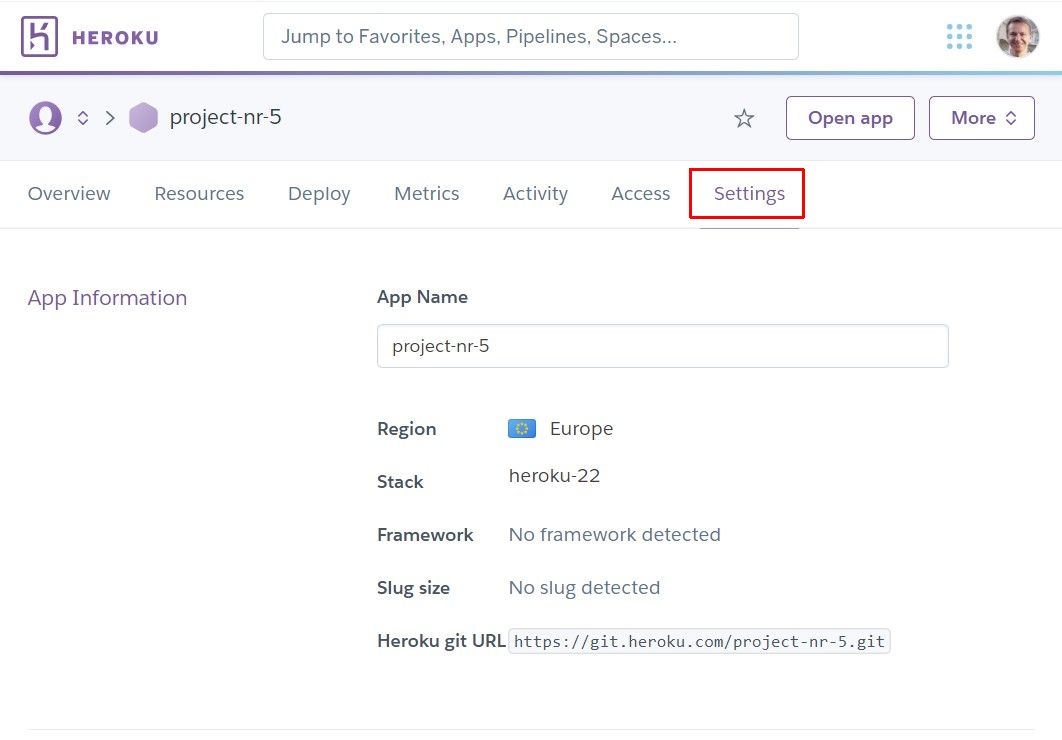 HEROKU
Jump to Favorites, Apps, Pipelines, Spaces...
project-nr-5
Open app
More
Overview Resources Deploy Metrics Activity Access Settings
App Information
App Name
project-nr-5
Region Europe
Stack heroku-22
Framework No framework detected
Slug size No slug detected
Heroku git URL https://git.heroku.com/project-nr-5.git